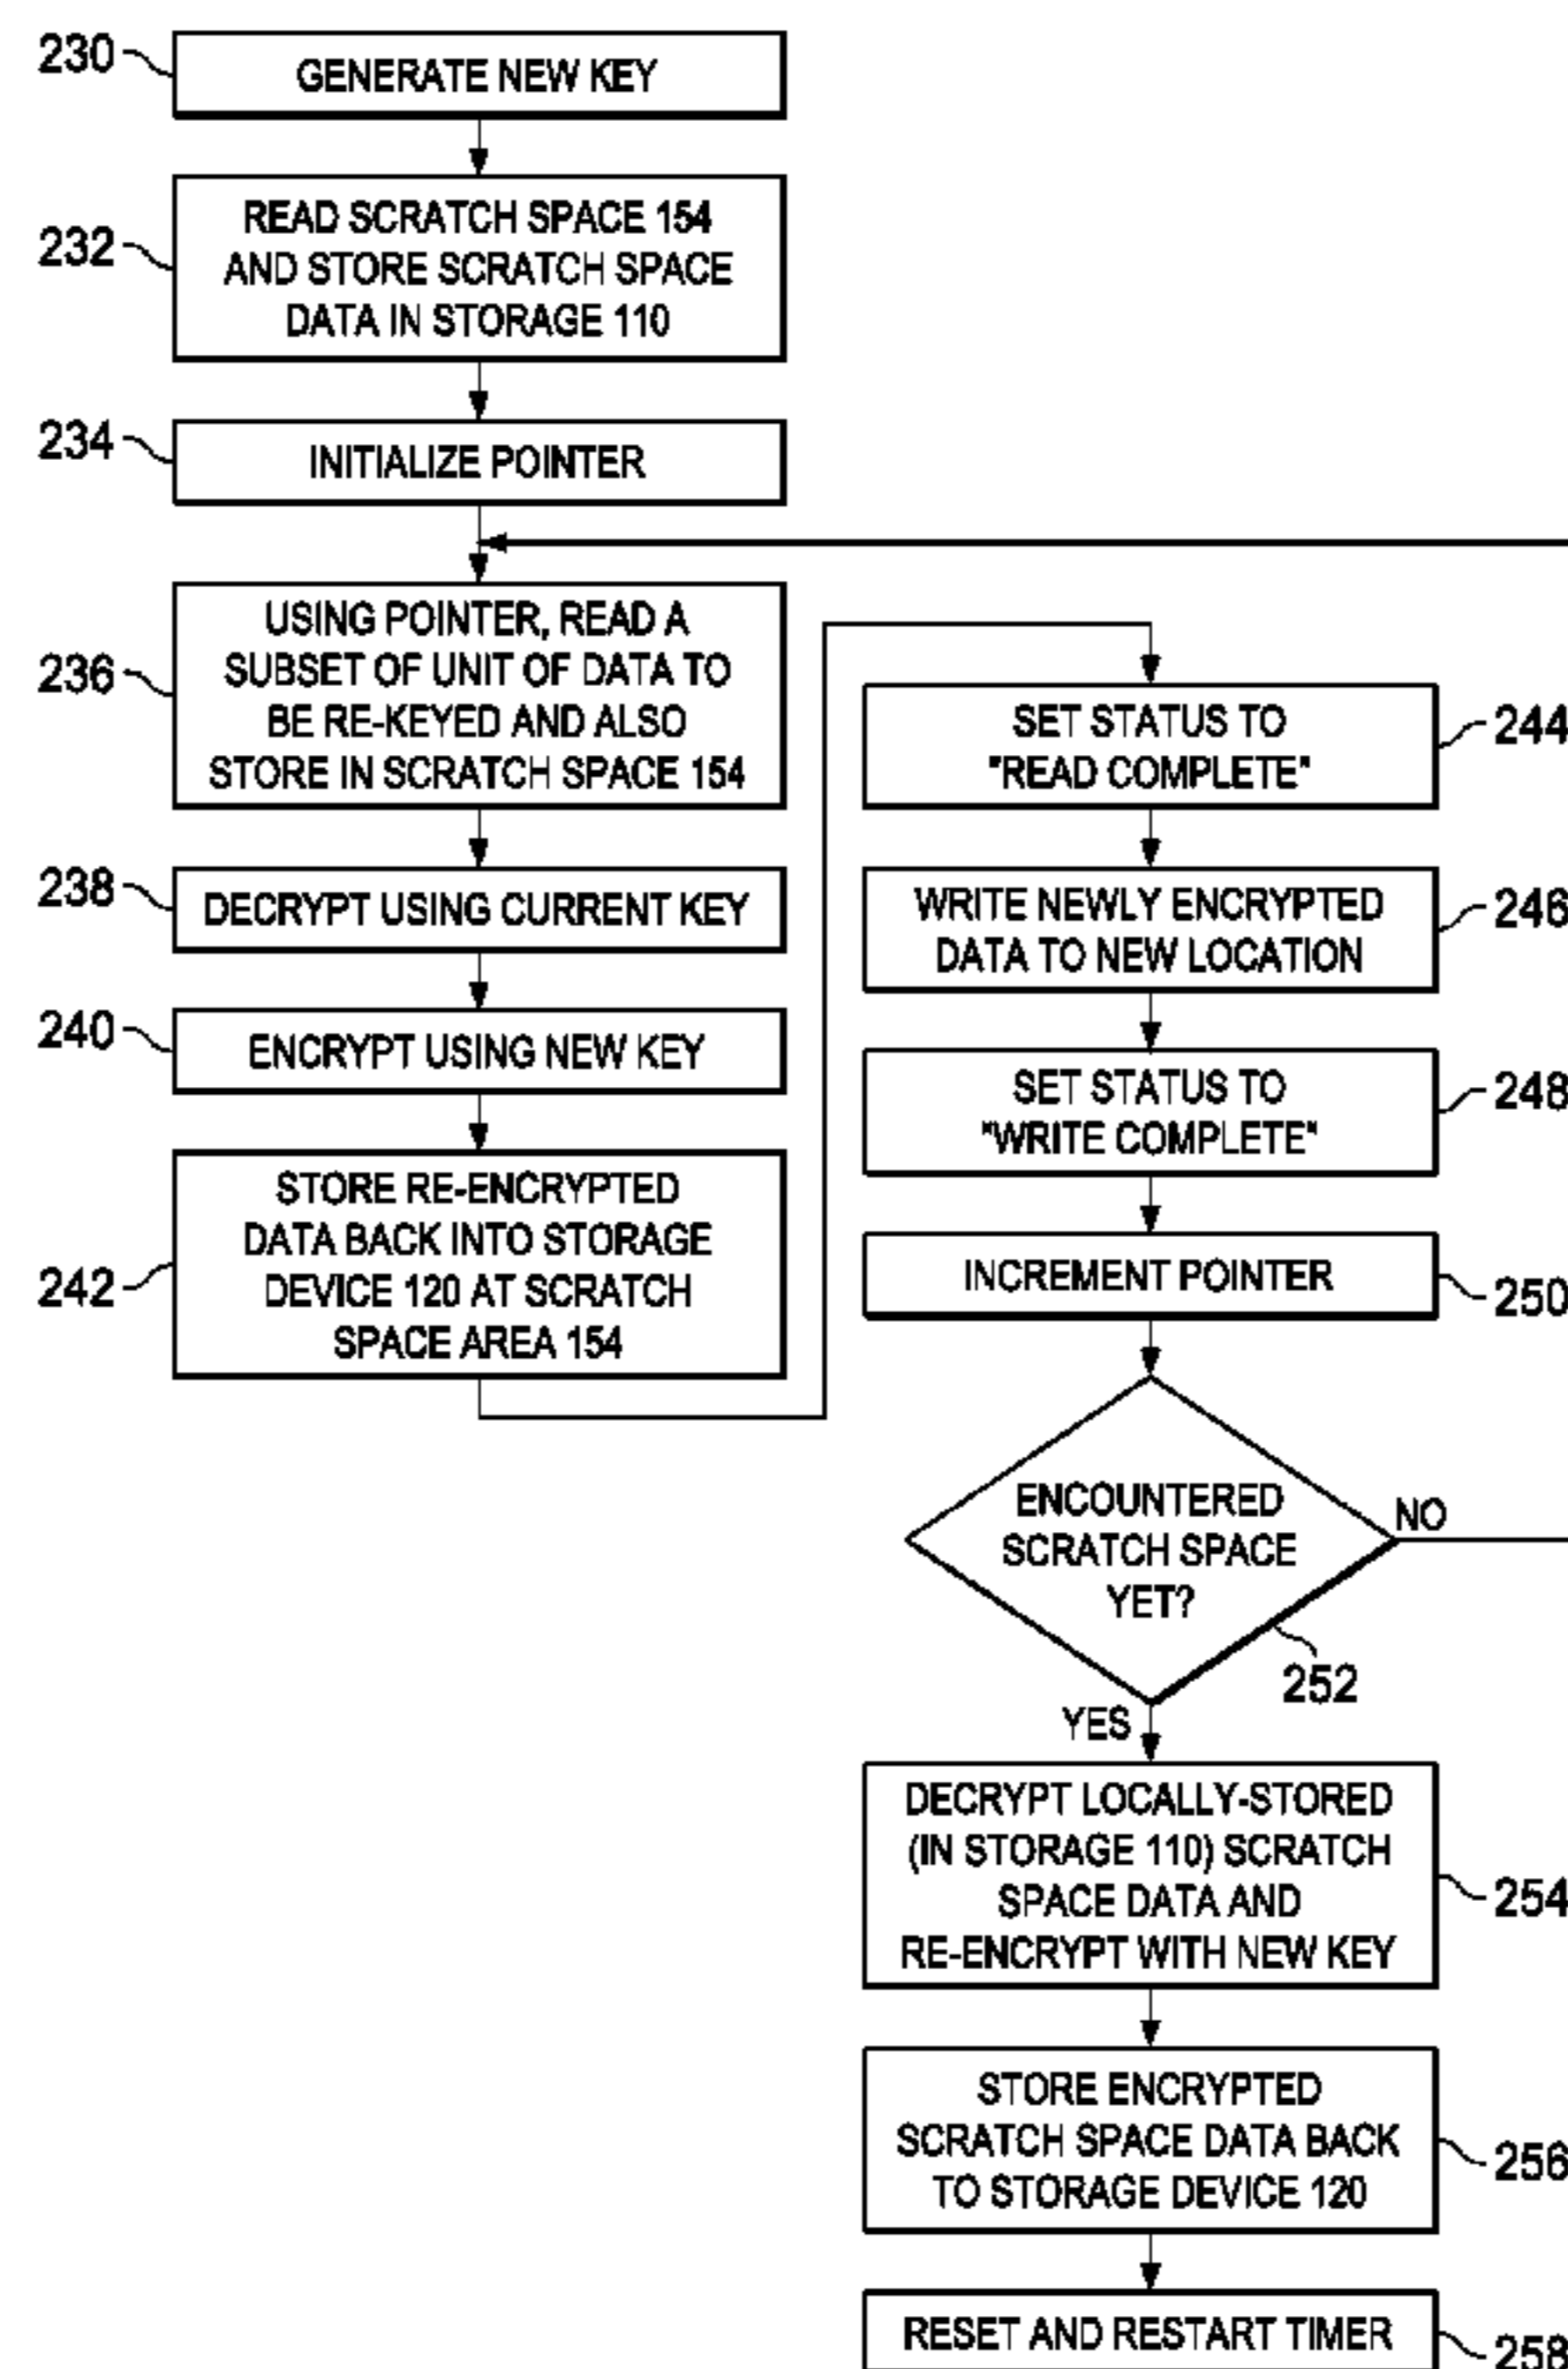 230
GENERATE NEW KEY
232
READ SCRATCH SPACE 154
AND STORE SCRATCH SPACE
DATA IN STORAGE 110
234
INITIALIZE POINTER
236
USING POINTER, READ A
SUBSET OF UNIT OF DATA TO
BE RE-KEYED AND ALSO
STORE IN SCRATCH SPACE 154
238
DECRYPT USING CURRENT KEY
240
ENCRYPT USING NEW KEY
242
STORE RE-ENCRYPTED
DATA BACK INTO STORAGE
DEVICE 120 AT SCRATCH
SPACE AREA 154
SET STATUS TO
"READ COMPLETE"
244
WRITE NEWLY ENCRYPTED
DATA TO NEW LOCATION
246
SET STATUS TO
"WRITE COMPLETE"
248
INCREMENT POINTER
250
ENCOUNTERED
SCRATCH SPACE
YET?
NO
252
YES
DECRYPT LOCALLY-STORED
(IN STORAGE 110) SCRATCH
SPACE DATA AND
RE-ENCRYPT WITH NEW KEY
254
STORE ENCRYPTED
SCRATCH SPACE DATA BACK
TO STORAGE DEVICE 120
256
RESET AND RESTART TIMER
258